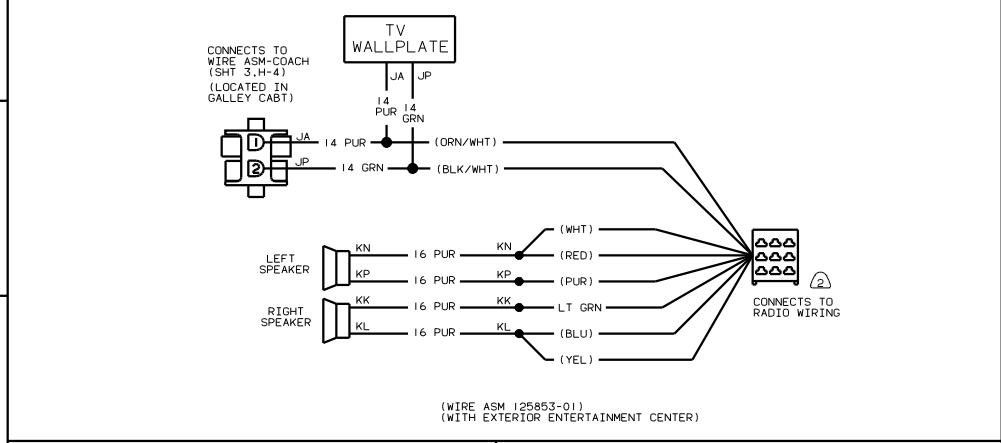 TV
WALLPLATE
CONNECTS TO
WIRE ASM-COACH
(SHT 3,H-4)
(LOCATED IN
GALLEY CABT)
JA
JP
14
PUR
14
GRN
1
JA
14 PUR
(ORN/WHT)
2
JP
14 GRN
(BLK/WHT)
(WHT)
LEFT
SPEAKER
KN
16 PUR
KN
(RED)
KP
16 PUR
KP
(PUR)
RIGHT
SPEAKER
KK
16 PUR
KK
LT GRN
KL
16 PUR
KL
(BLU)
(YEL)
2
CONNECTS TO
RADIO WIRING
(WIRE ASM 125853-01)
(WITH EXTERIOR ENTERTAINMENT CENTER)